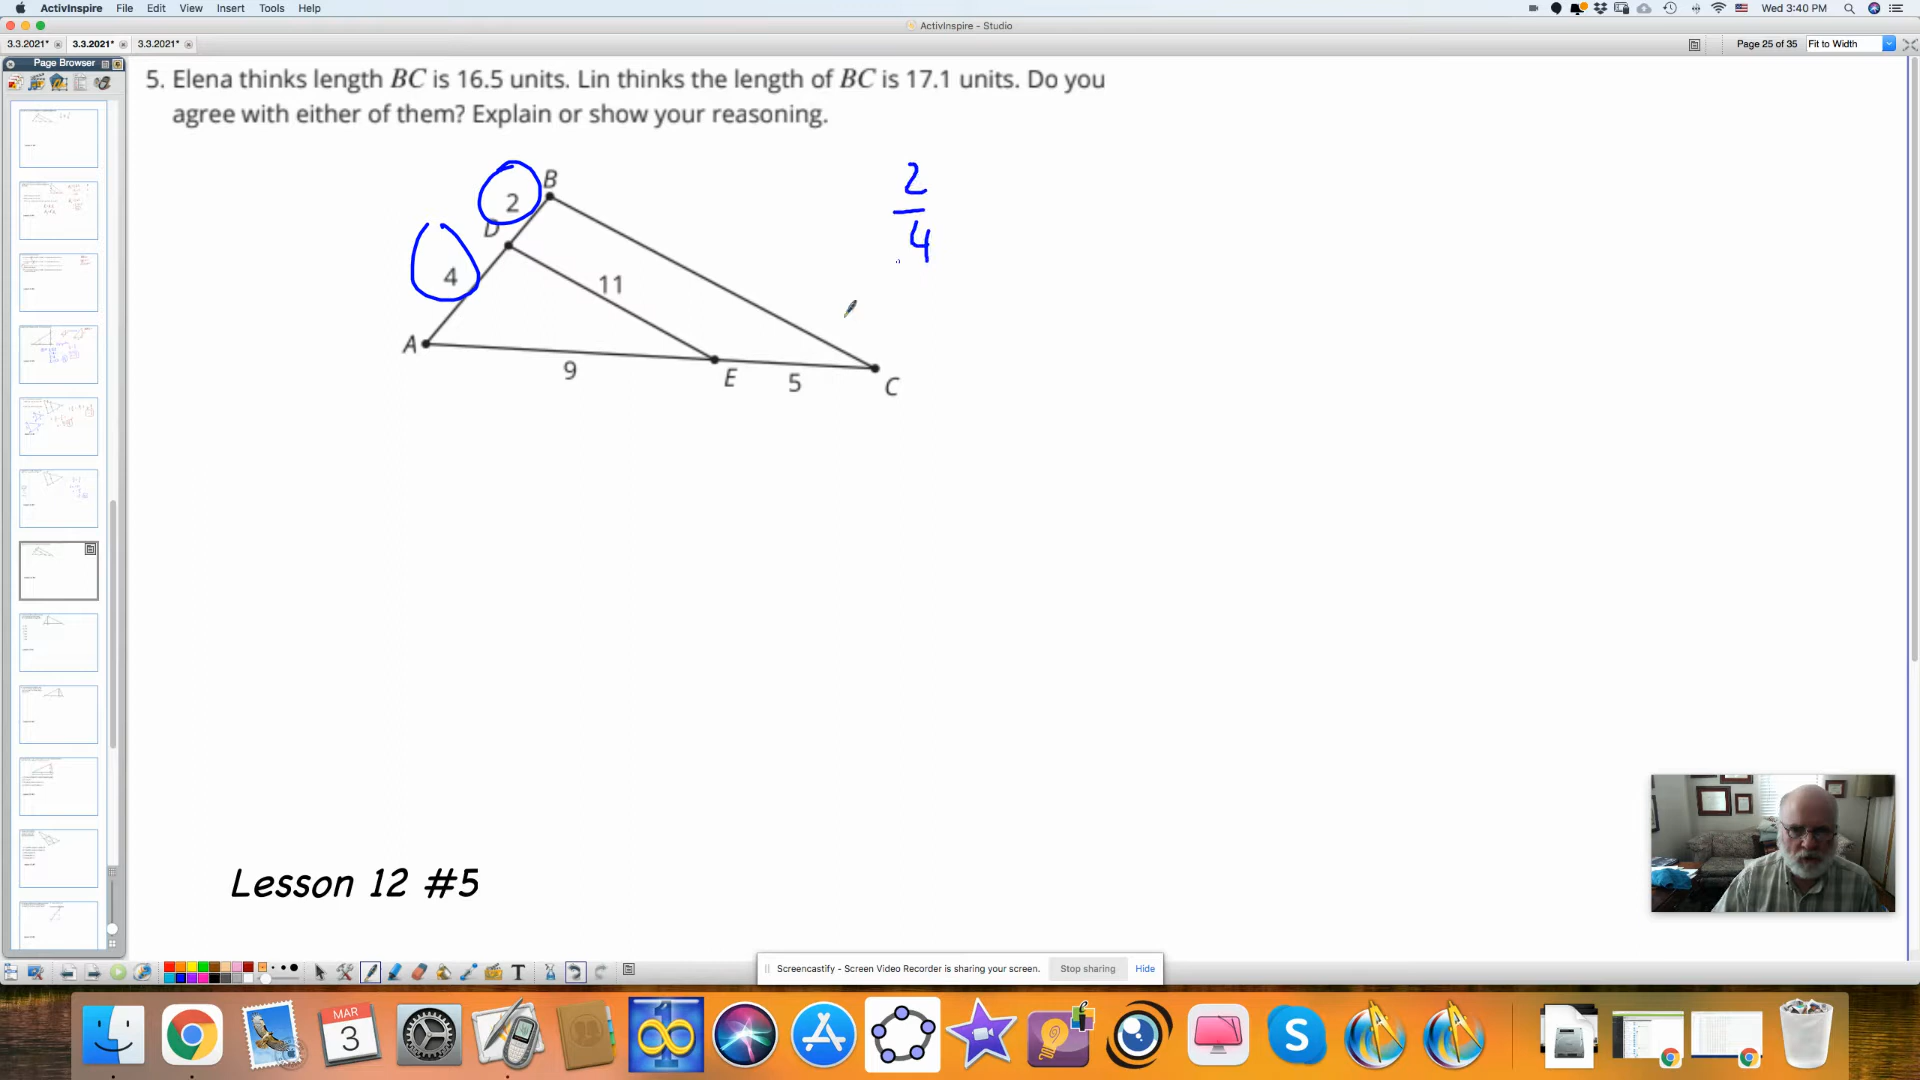 ActivInspire File Edit View Insert Tools Help
Wed 3:40 PM
ActivInspire - Studio
3.3.2021* 3.3.2021* 3.3.2021*
Page 25 of 35 Fit to Width
Page Browser
5. Elena thinks length BC is 16.5 units. Lin thinks the length of BC is 17.1 units. Do you
agree with either of them? Explain or show your reasoning.
B
2
D
4
11
A
9
E
5
C
2
4
Lesson 12 #5
Screencastify - Screen Video Recorder is sharing your screen. Stop sharing Hide
MAR
3